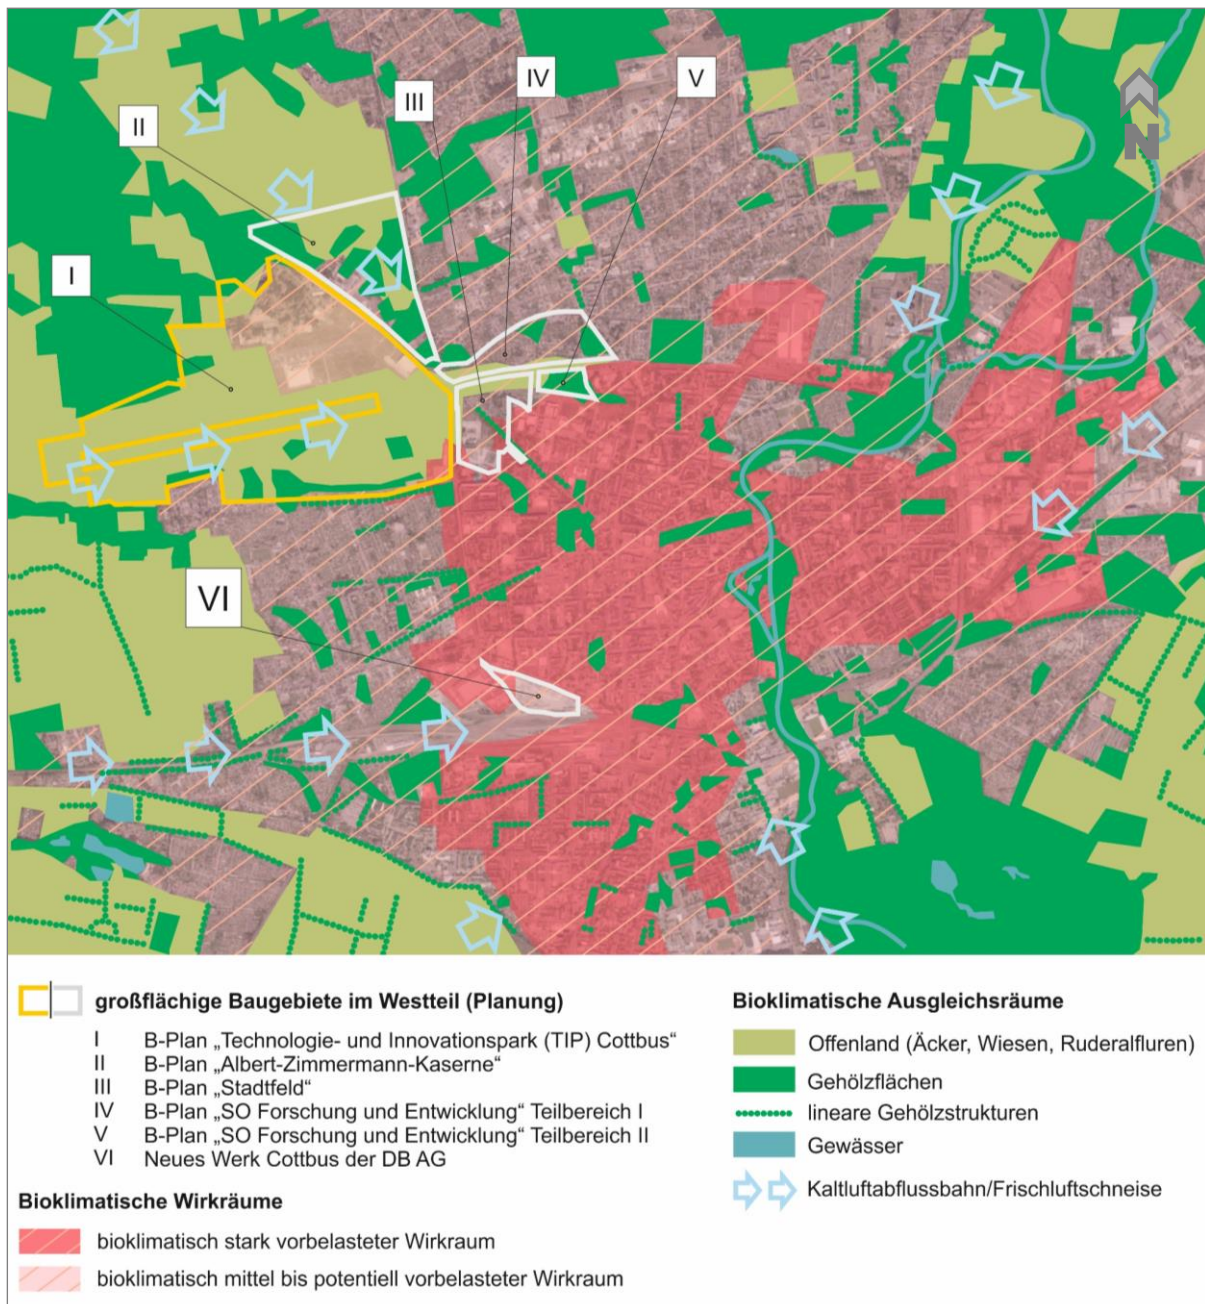 IV
V
III
II
N
I
VI
großflächige Baugebiete im Westteil (Planung)
I B-Plan „Technologie- und Innovationspark (TIP) Cottbus“
II B-Plan „Albert-Zimmermann-Kaserne“
III B-Plan „Stadtfeld“
IV B-Plan „SO Forschung und Entwicklung“ Teilbereich I
V B-Plan „SO Forschung und Entwicklung“ Teilbereich II
VI Neues Werk Cottbus der DB AG
Bioklimatische Wirkräume
bioklimatisch stark vorbelasteter Wirkraum
bioklimatisch mittel bis potentiell vorbelasteter Wirkraum
Bioklimatische Ausgleichsräume
Offenland (Äcker, Wiesen, Ruderalfluren)
Gehölzflächen
lineare Gehölzstrukturen
Gewässer
Kaltluftabflussbahn/Frischluftschneise